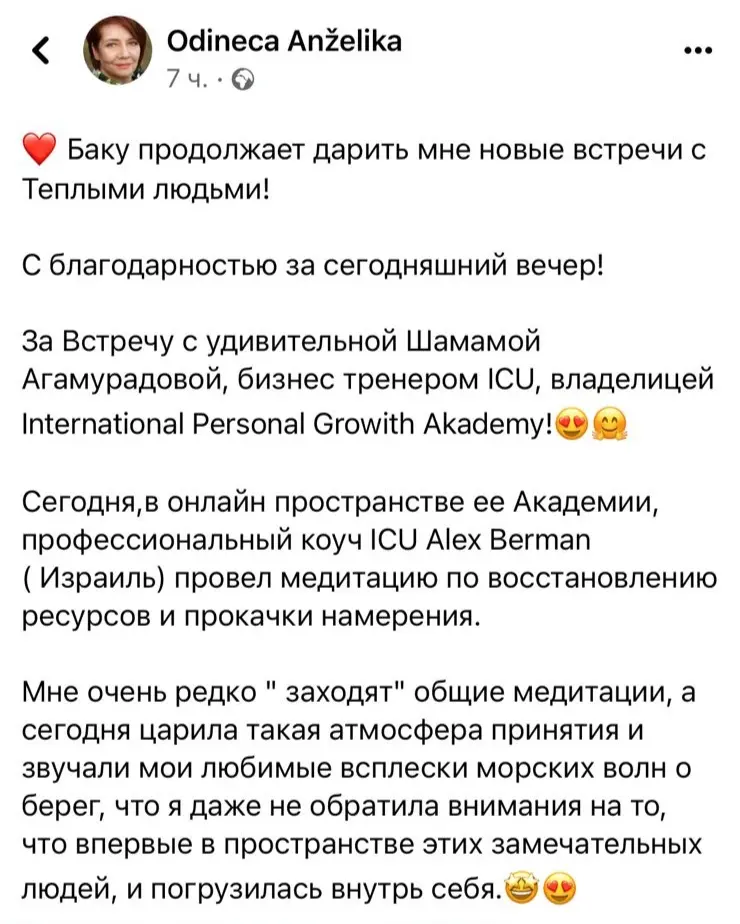 Odineca Anželika
7 ч. ·
❤️ Баку продолжает дарить мне новые встречи с
Теплыми людьми!
С благодарностью за сегодняшний вечер!
За Встречу с удивительной Шамамой
Агамурадовой, бизнес тренером ICU, владелицей
International Personal Growith Akademy!😍🤗
Сегодня,в онлайн пространстве ее Академии,
профессиональный коуч ICU Alex Berman
( Израиль) провел медитацию по восстановлению
ресурсов и прокачки намерения.
Мне очень редко " заходят" общие медитации, а
сегодня царила такая атмосфера принятия и
звучали мои любимые всплески морских волн о
берег, что я даже не обратила внимания на то,
что впервые в пространстве этих замечательных
людей, и погрузилась внутрь себя.🤩😍